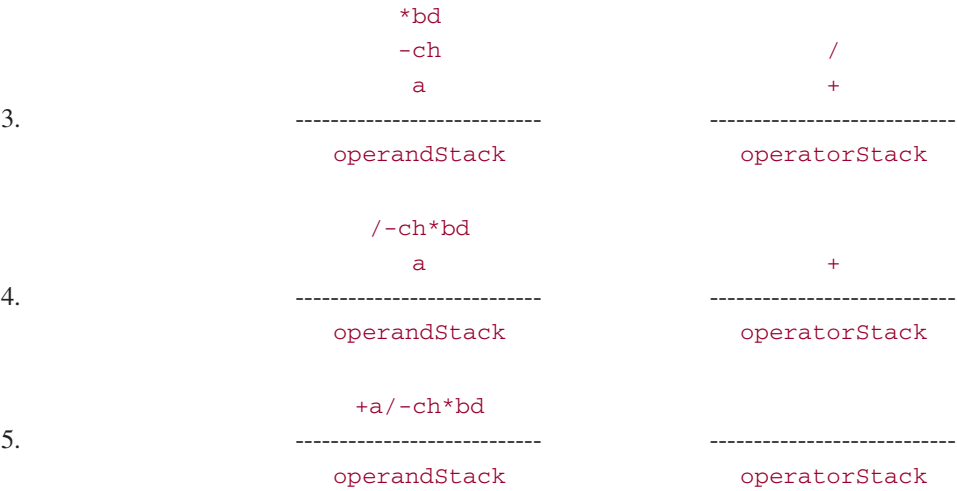 *bd
-ch /
a +
3. --------------------------- ---------------------------
operandStack operatorStack
/-ch*bd
a +
4. --------------------------- ---------------------------
operandStack operatorStack
+a/-ch*bd
5. --------------------------- ---------------------------
operandStack operatorStack